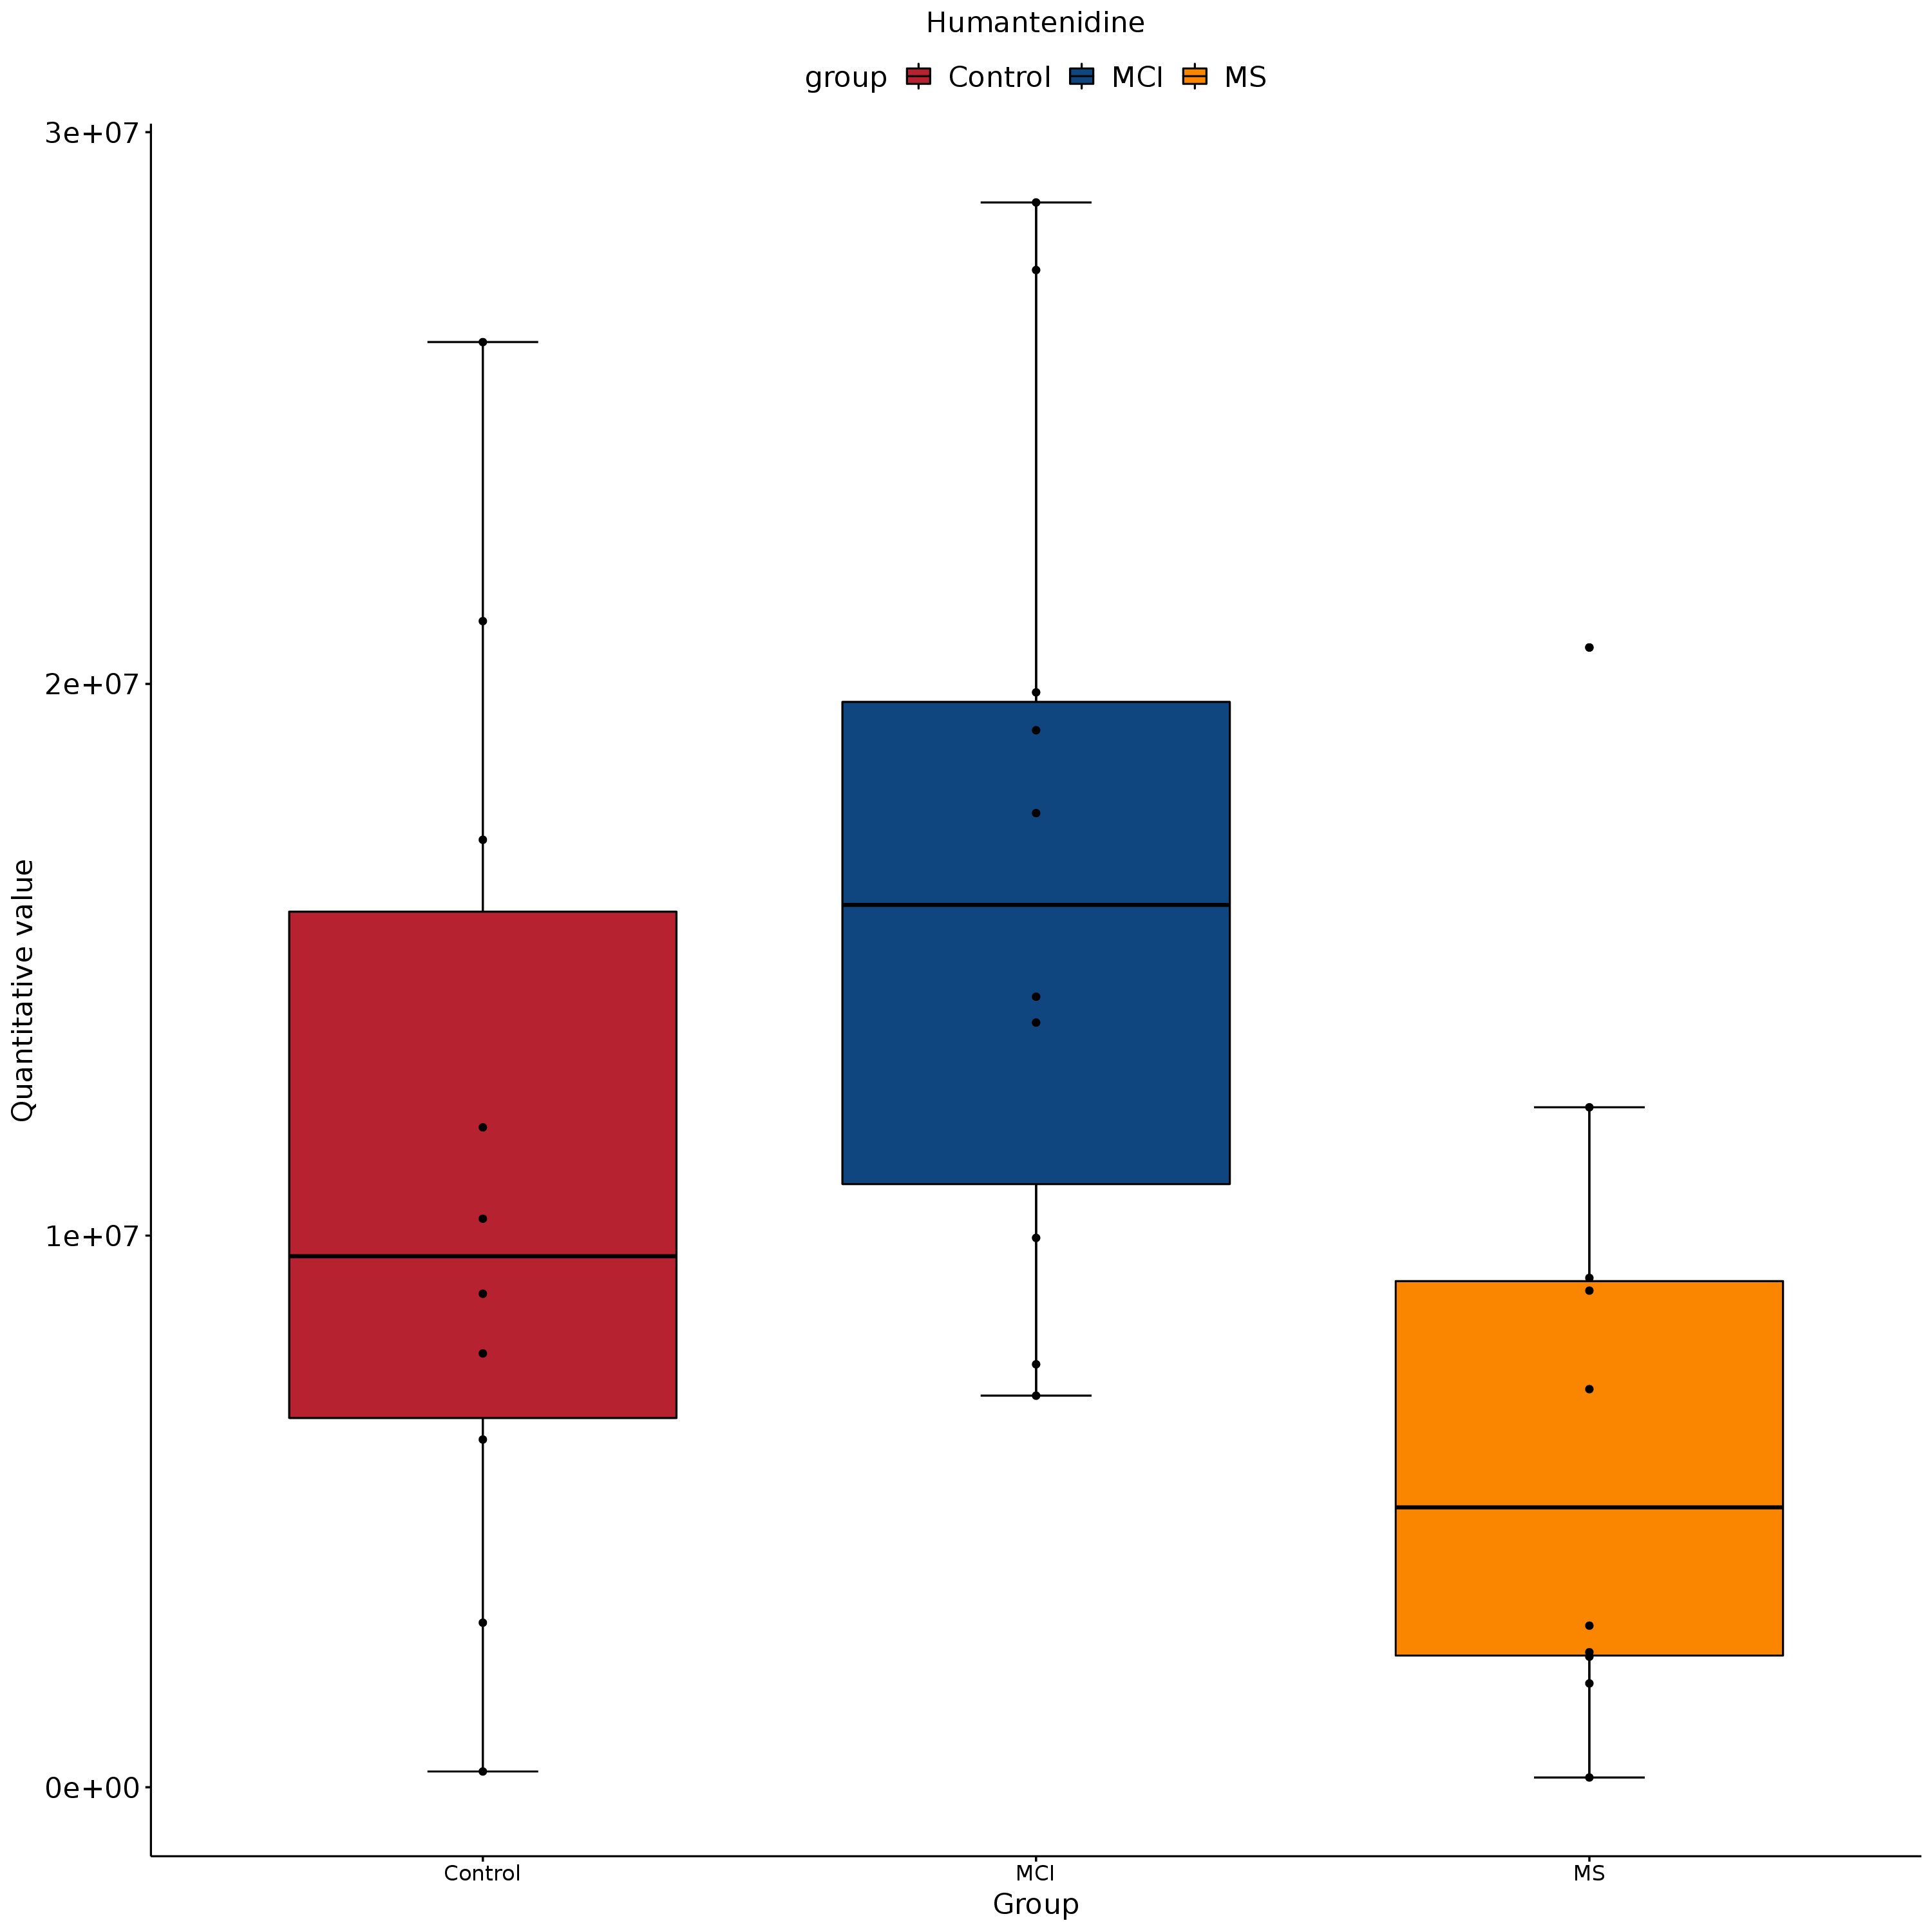 Humantenidine
group Control MCI MS
3e+07
2e+07
1e+07
0e+00
Quantitative value
Control MCI MS
Group